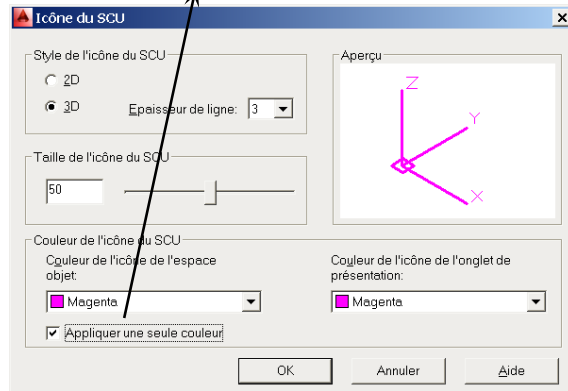 Icône du SCU
Style de l'icône du SCU
2D
3D
Epaisseur de ligne:
3
Aperçu
Z
Y
X
Taille de l'icône du SCU
50
Couleur de l'icône du SCU
Couleur de l'icône de l'espace
objet:
Magenta
Appliquer une seule couleur
Couleur de l'icône de l'onglet de
présentation:
Magenta
OK
Annuler
Aide